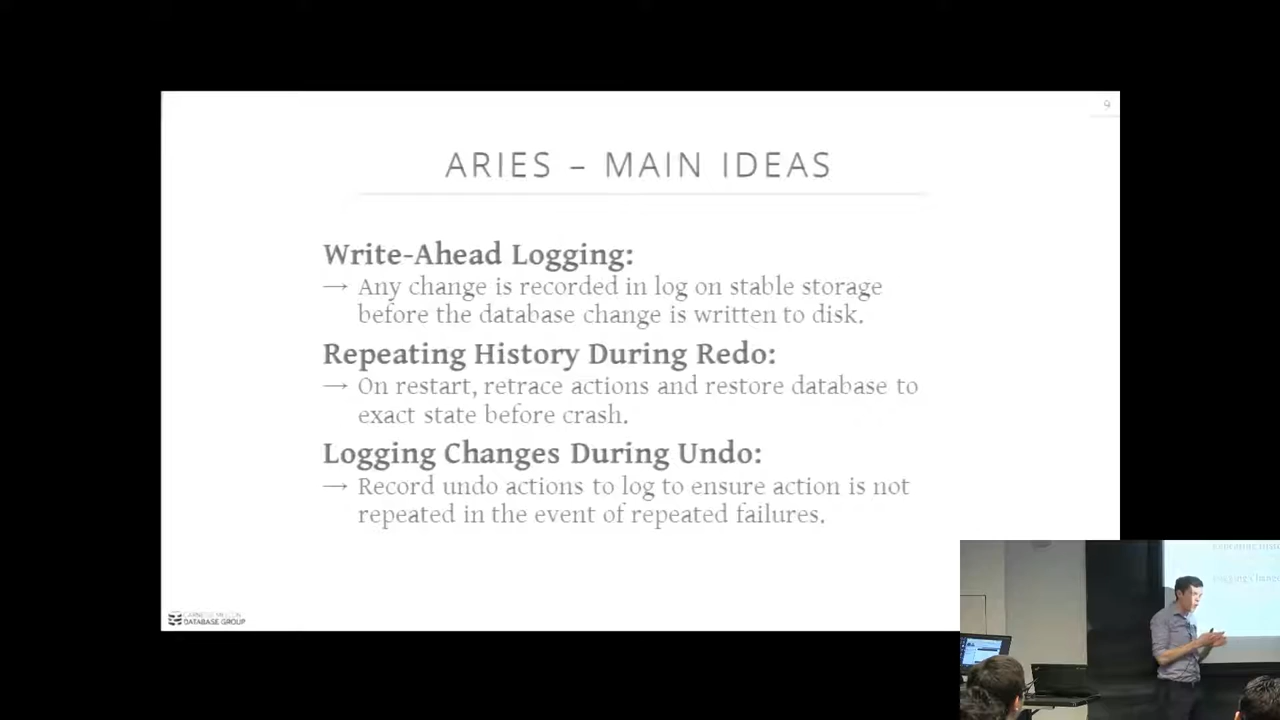 9
ARIES – MAIN IDEAS
Write-Ahead Logging:
→ Any change is recorded in log on stable storage
before the database change is written to disk.
Repeating History During Redo:
→ On restart, retrace actions and restore database to
exact state before crash.
Logging Changes During Undo:
→ Record undo actions to log to ensure action is not
repeated in the event of repeated failures.
CARNEGIE MELLON
DATABASE GROUP